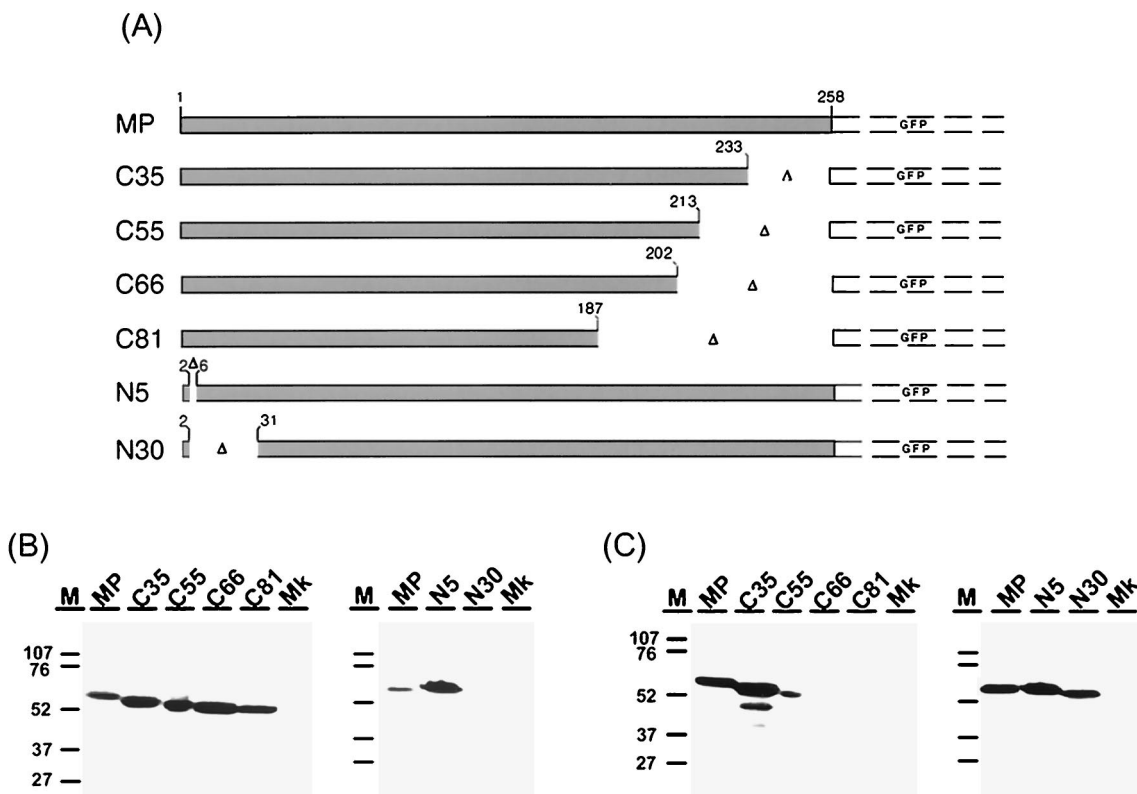 (A)
1 258
MP GFP
233
C35 Λ GFP
213
C55 Δ GFP
202
C66 Δ GFP
187
C81 Δ GFP
2 Δ 6
N5 GFP
2 31
N30 Δ GFP
(B)
M MP C35 C55 C66 C81 Mk
107
76
52
37
27
M MP N5 N30 Mk
(C)
M MP C35 C55 C66 C81 Mk
107
76
52
37
27
M MP N5 N30 Mk